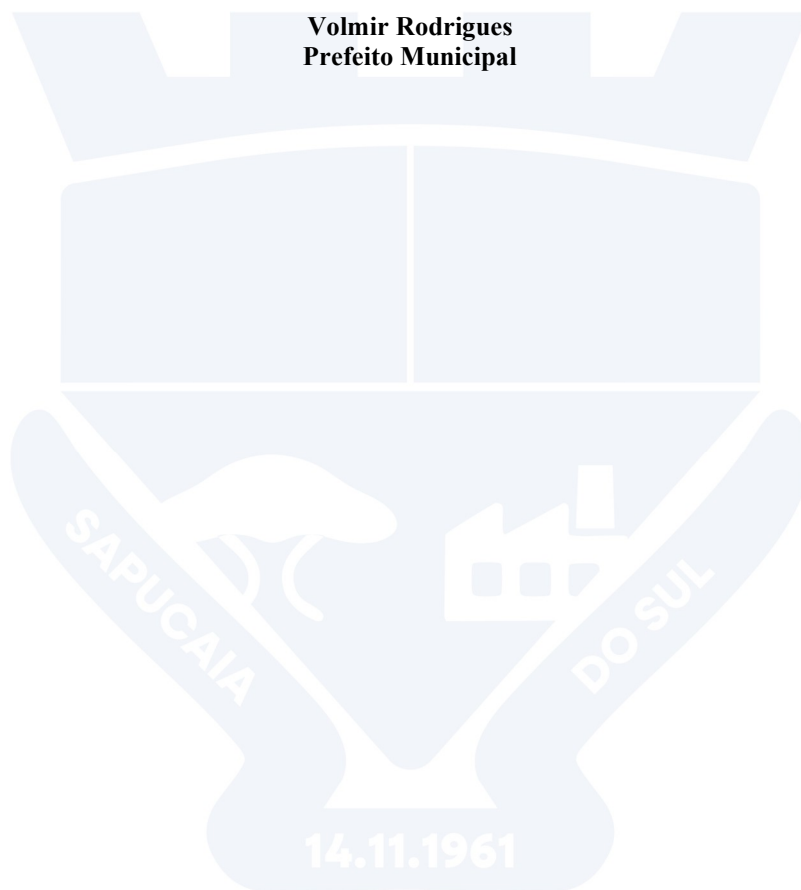 Volmir Rodrigues
Prefeito Municipal
SAPUCAIA
DO SUL
14.11.1961